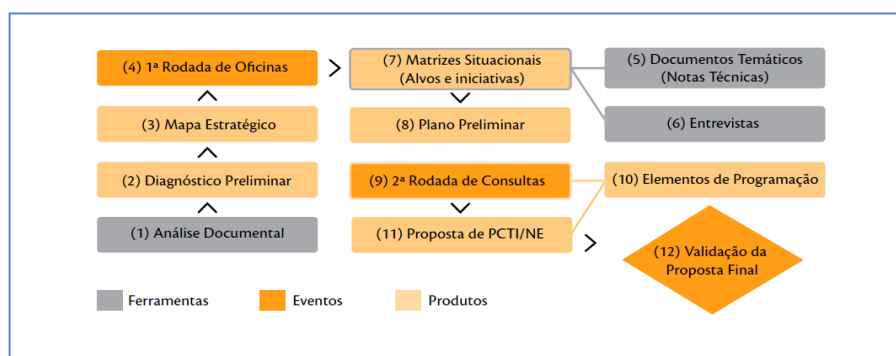 (4) 1ª Rodada de Oficinas
(7) Matrizes Situacionais
(Alvos e iniciativas)
(5) Documentos Temáticos
(Notas Técnicas)
(3) Mapa Estratégico
(8) Plano Preliminar
(6) Entrevistas
(2) Diagnóstico Preliminar
(9) 2ª Rodada de Consultas
(10) Elementos de Programação
(1) Análise Documental
(11) Proposta de PCTI/NE
(12) Validação da
Proposta Final
Ferramentas
Eventos
Produtos